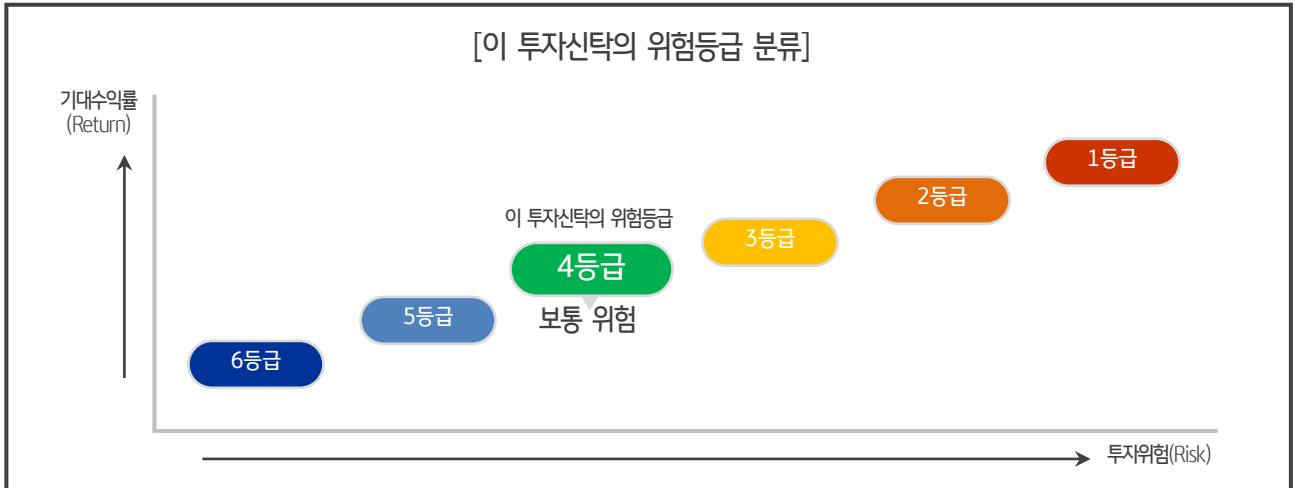 [이 투자신탁의 위험등급 분류]
기대수익률
(Return)
1등급
2등급
이 투자신탁의 위험등급
3등급
4등급
보통 위험
5등급
6등급
투자위험(Risk)